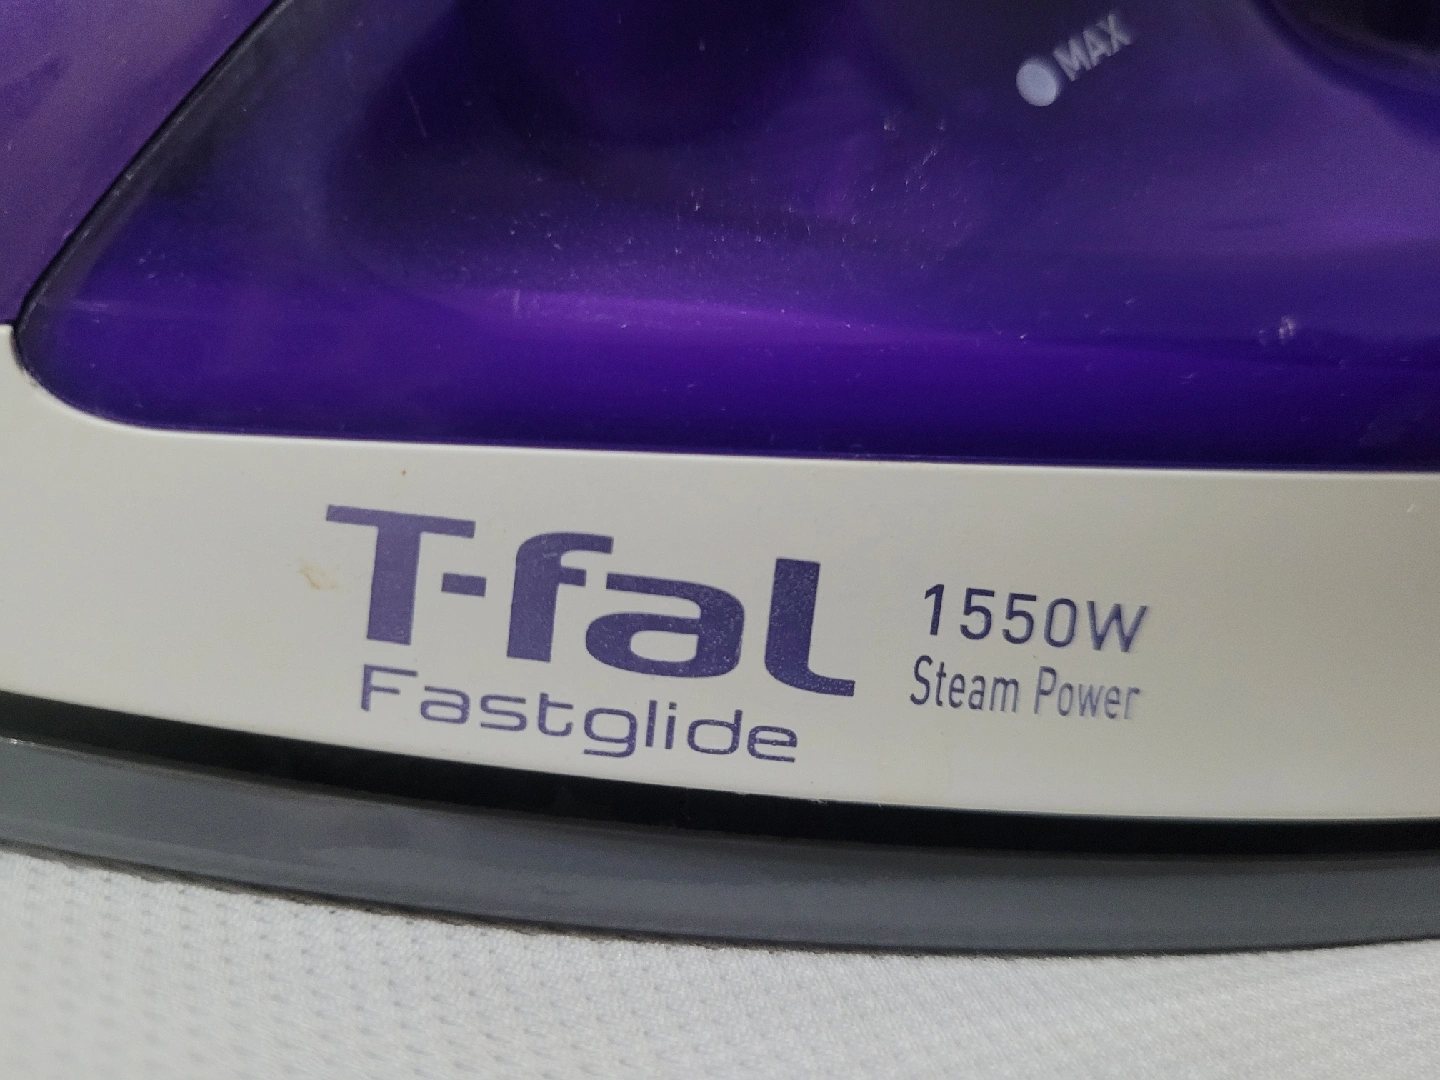 MAX
T-fal
Fastglide
1550W
Steam Power